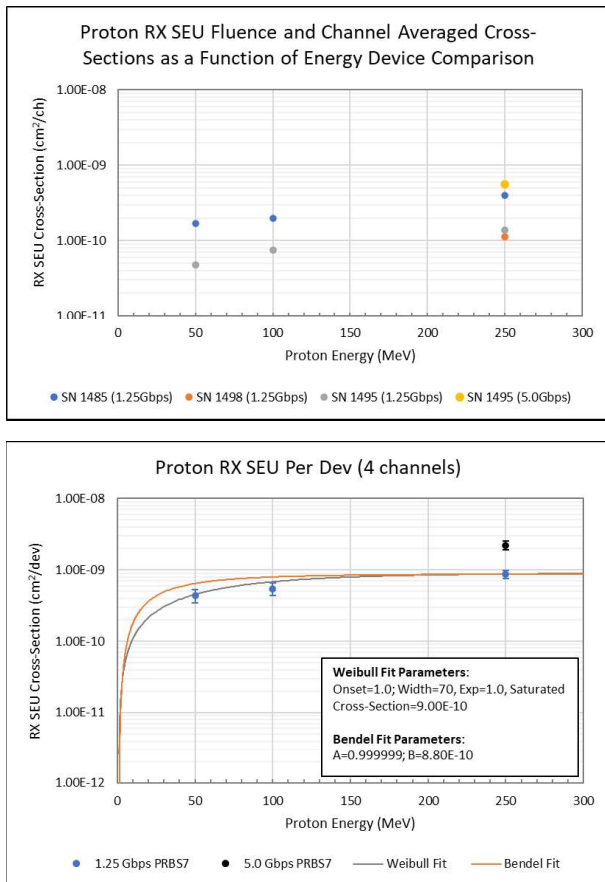 Proton RX SEU Fluence and Channel Averaged Cross-
Sections as a Function of Energy Device Comparison
RX SEU Cross-Section (cm²/ch)
1.00E-08
1.00E-09
1.00E-10
1.00E-11
0 50 100 150 200 250 300
Proton Energy (MeV)
SN 1485 (1.25Gbps) SN 1498 (1.25Gbps) SN 1495 (1.25Gbps) SN 1495 (5.0Gbps)
Proton RX SEU Per Dev (4 channels)
RX SEU Cross-Section (cm²/dev)
1.00E-08
1.00E-09
1.00E-10
1.00E-11
1.00E-12
Weibull Fit Parameters:
Onset=1.0; Width=70, Exp=1.0, Saturated
Cross-Section=9.00E-10
Bendel Fit Parameters:
A=0.999999; B=8.80E-10
0 50 100 150 200 250 300
Proton Energy (MeV)
1.25 Gbps PRBS7 5.0 Gbps PRBS7 Weibull Fit Bendel Fit